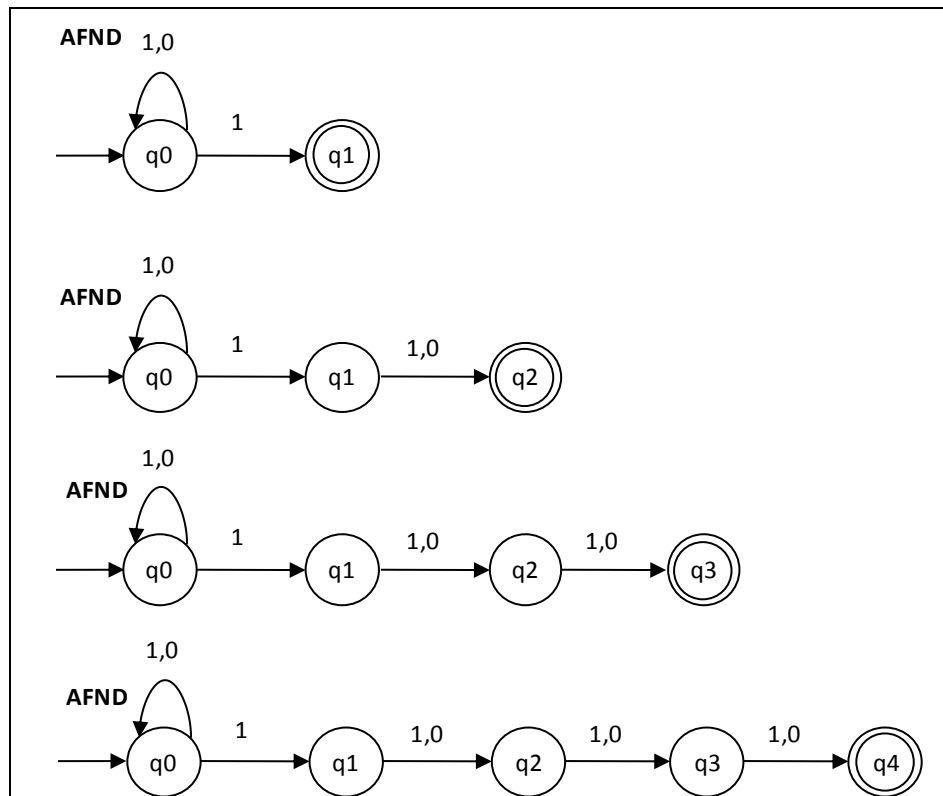 AFND 1,0
1
q0 q1
1,0
AFND
1 1,0
q0 q1 q2
1,0
AFND
1 1,0 1,0
q0 q1 q2 q3
1,0
AFND
1 1,0 1,0 1,0
q0 q1 q2 q3 q4